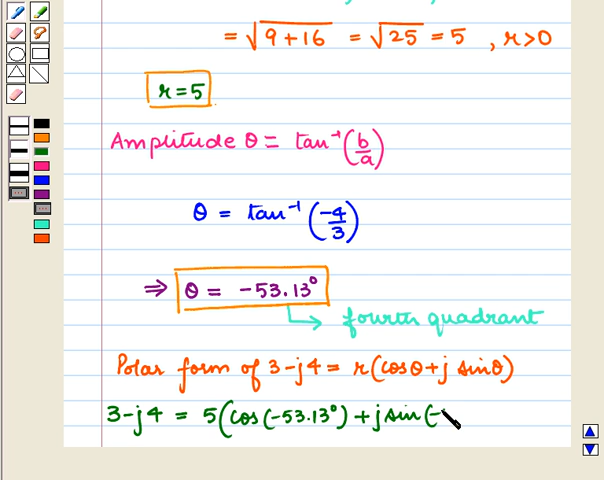 = √9+16 = √25 = 5 , r>0
r=5
Amplitude θ = tan⁻¹(b/a)
θ = tan⁻¹(-4/3)
⇒ θ = -53.13°
fourth quadrant
Polar form of 3-j4 = r(cosθ+j sinθ)
3-j4 = 5(cos(-53.13°)+j sin(-